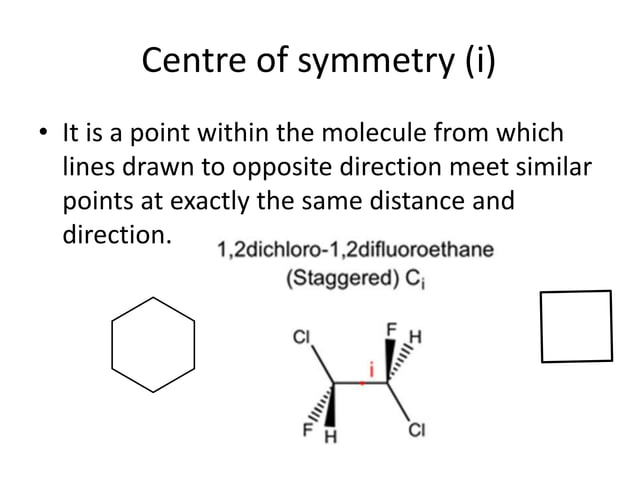 Centre of symmetry (i)
• It is a point within the molecule from which
lines drawn to opposite direction meet similar
points at exactly the same distance and
direction.
1,2dichloro-1,2difluoroethane
(Staggered) Ci
Cl F H
i
F H Cl